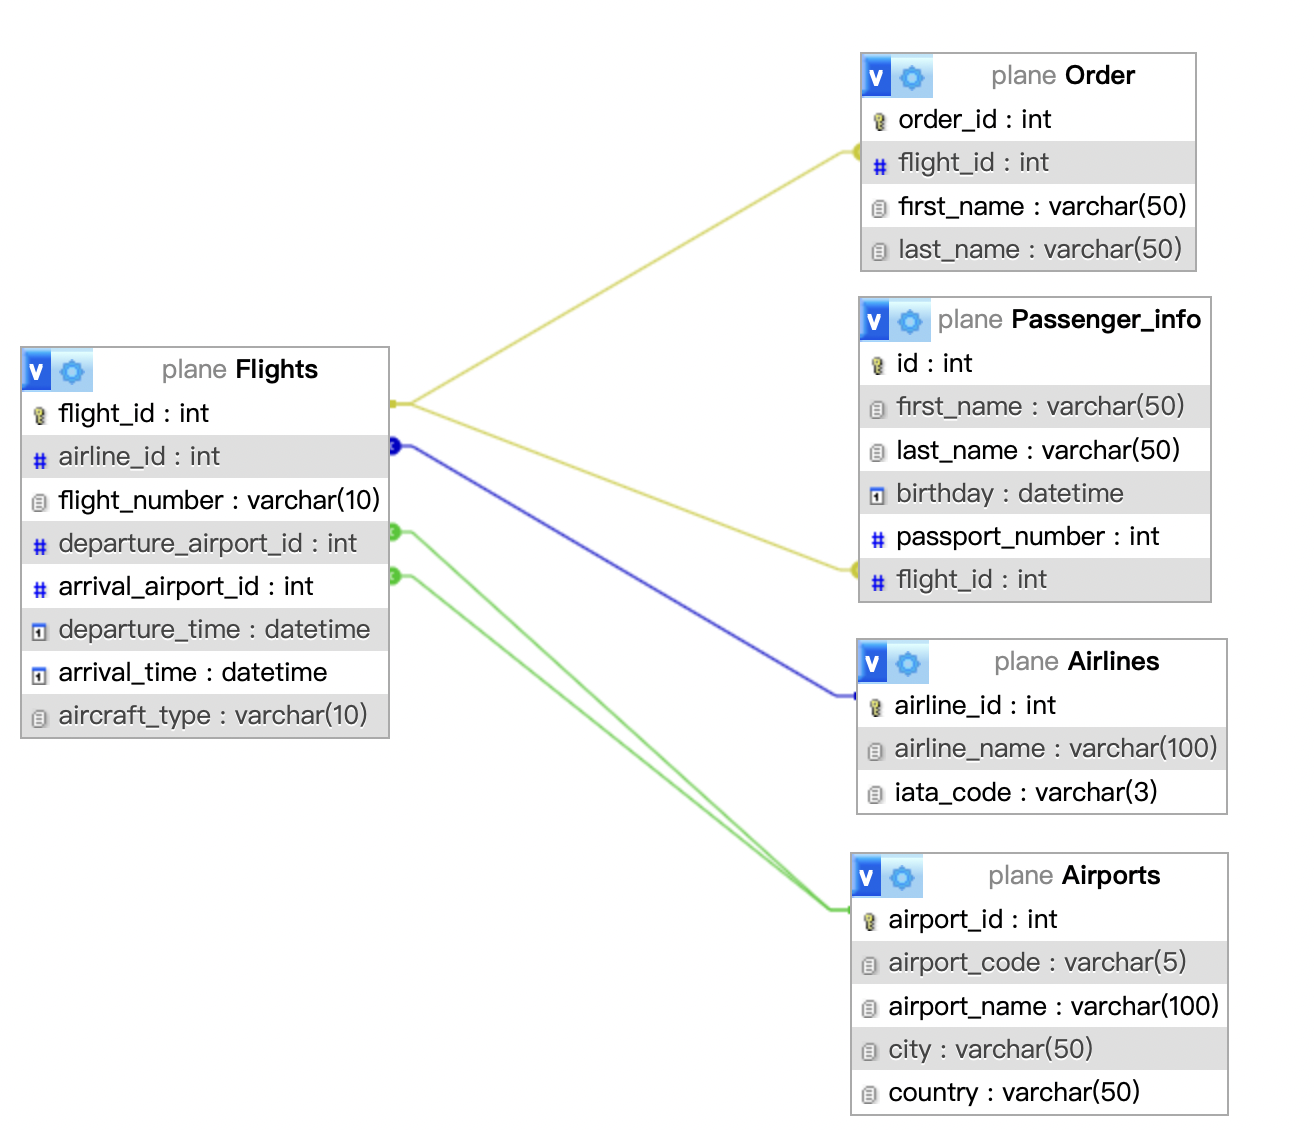 v plane Order
order_id : int
# flight_id : int
first_name : varchar(50)
last_name : varchar(50)
v plane Passenger_info
id : int
first_name : varchar(50)
last_name : varchar(50)
1 birthday : datetime
# passport_number : int
# flight_id : int
v plane Flights
flight_id : int
# airline_id : int
flight_number : varchar(10)
# departure_airport_id : int
# arrival_airport_id : int
1 departure_time : datetime
1 arrival_time : datetime
aircraft_type : varchar(10)
v plane Airlines
airline_id : int
airline_name : varchar(100)
iata_code : varchar(3)
v plane Airports
airport_id : int
airport_code : varchar(5)
airport_name : varchar(100)
city : varchar(50)
country : varchar(50)